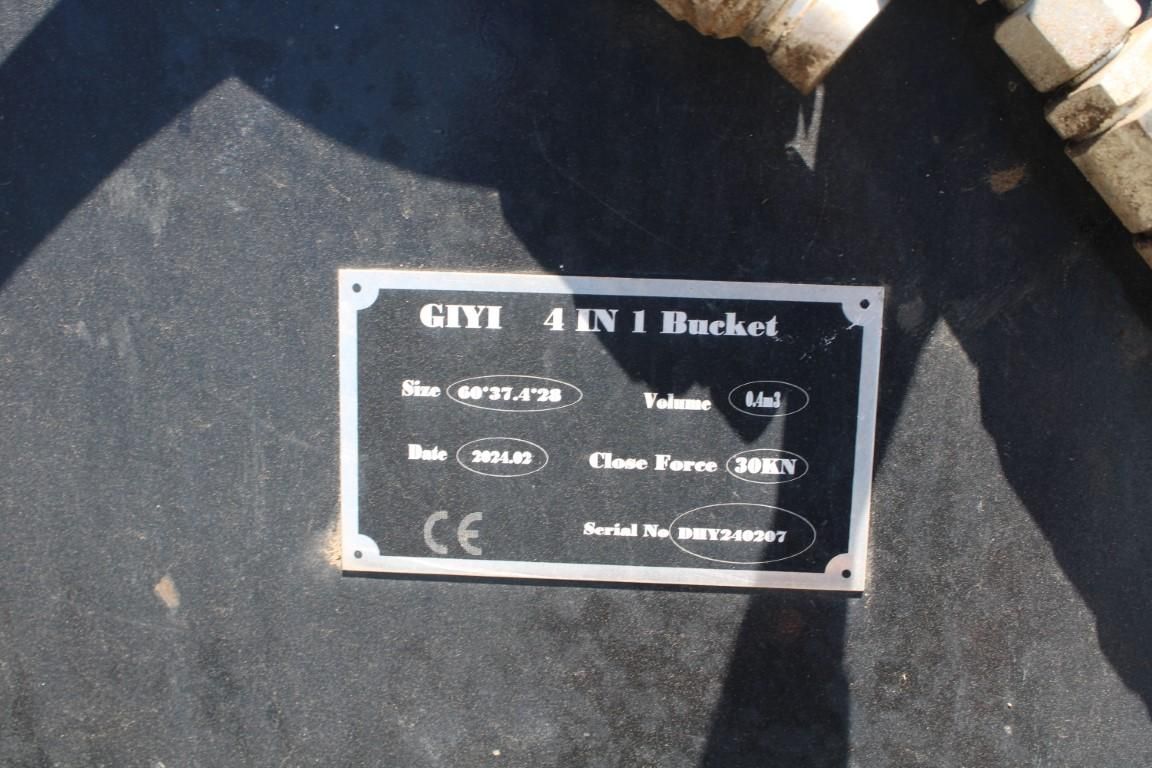 GIYI 4 IN 1 Bucket
Size 60*37.4*28 Volume 0.4m3
Date 2024.02 Close Force 30KN
CE Serial No DHY240207